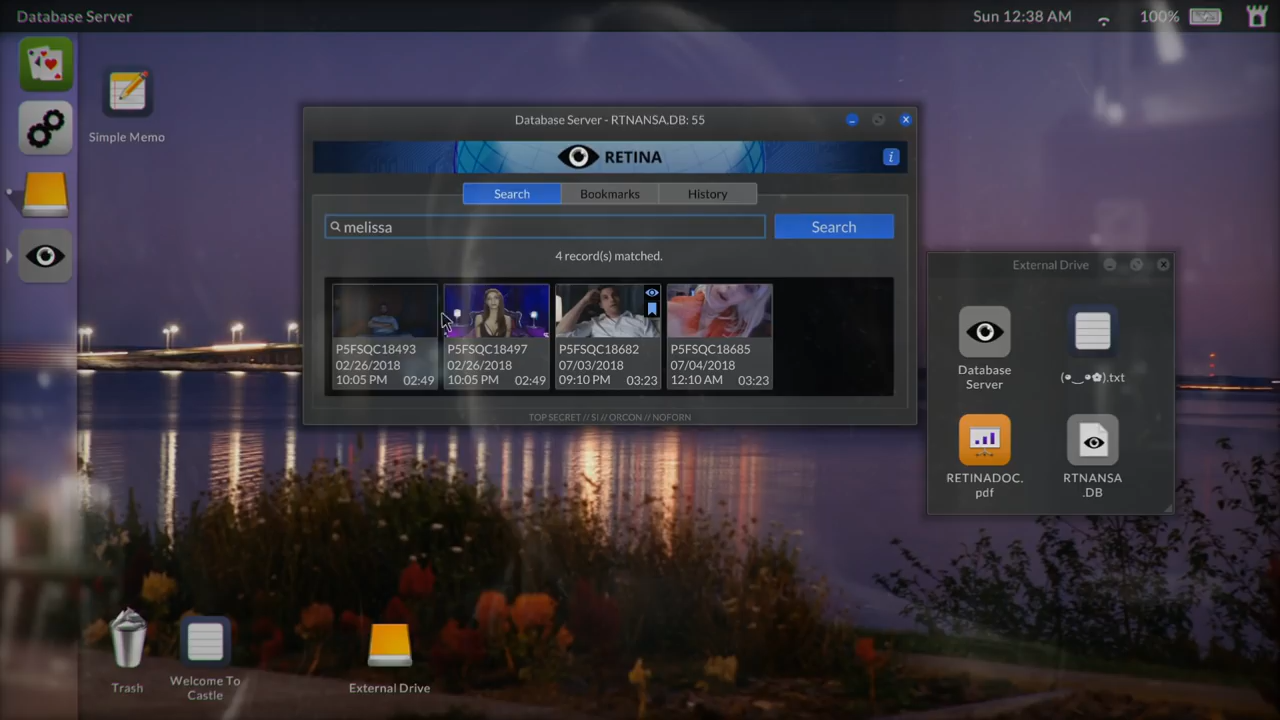 Database Server
Sun 12:38 AM
100%
Simple Memo
Database Server - RTNANSA.DB: 55
RETINA
i
Search
Bookmarks
History
melissa
Search
4 record(s) matched.
P5FSQC18493
02/26/2018
10:05 PM 02:49
P5FSQC18497
02/26/2018
10:05 PM 02:49
P5FSQC18682
07/03/2018
09:10 PM 03:23
P5FSQC18685
07/04/2018
12:10 AM 03:23
TOP SECRET // SI // ORCON // NOFORN
External Drive
Database
Server
(•‿•✿).txt
RETINADOC.
pdf
RTNANSA
.DB
Trash
Welcome To
Castle
External Drive